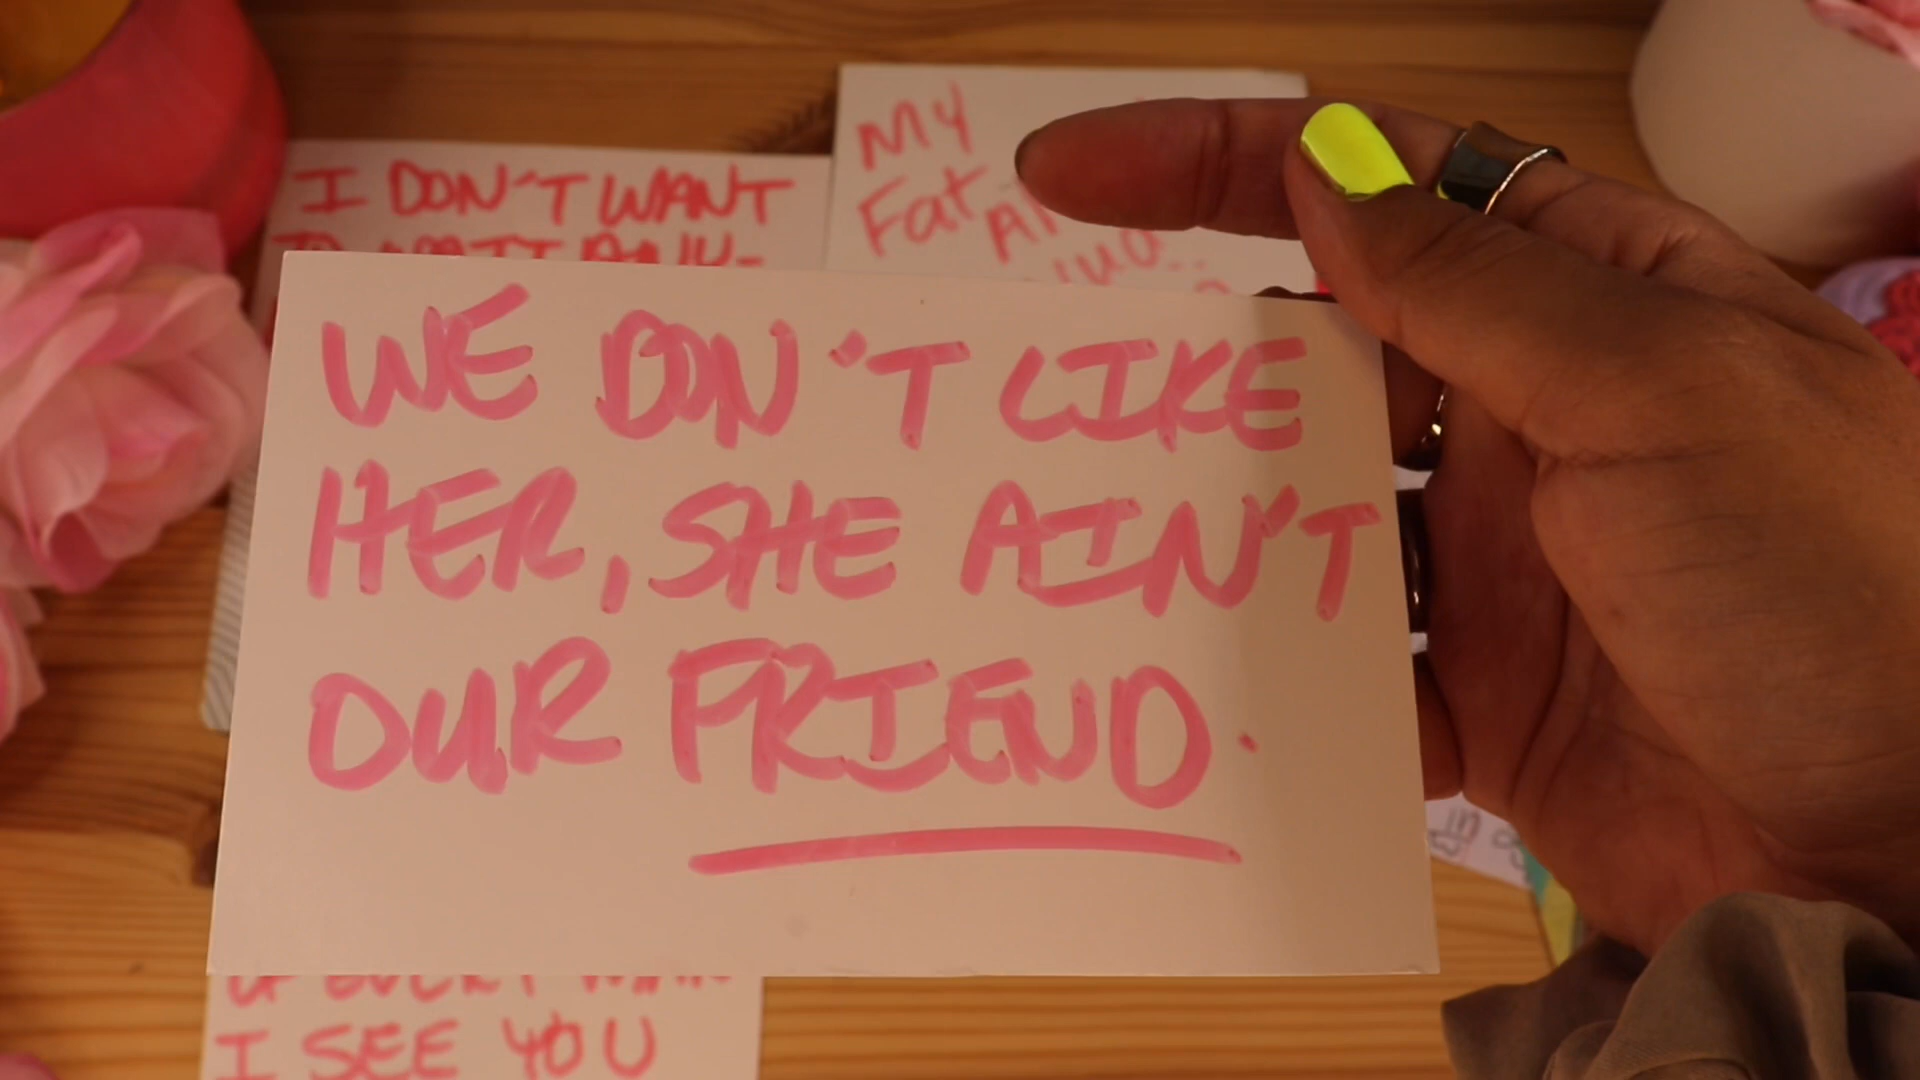 I DON'T WANT
My
Fat
WE DON'T LIKE
HER, SHE AIN'T
OUR FRIEND.
I SEE YOU